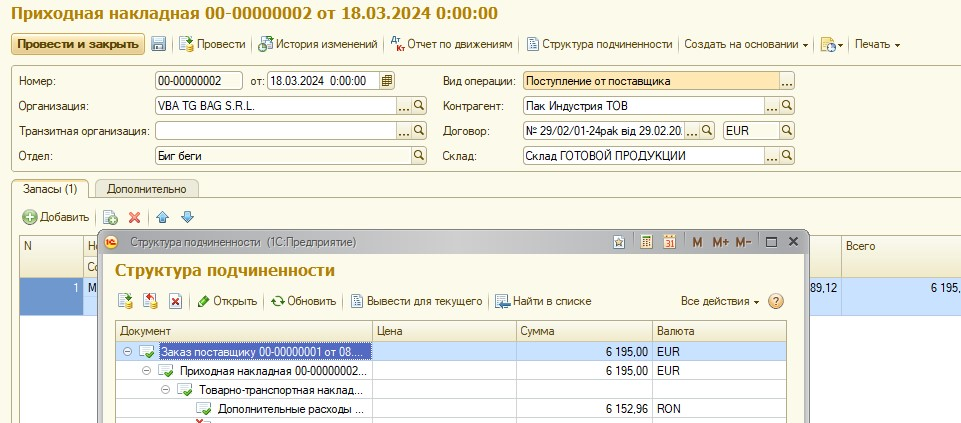 Приходная накладная 00-00000002 от 18.03.2024 0:00:00
Провести и закрыть Провести История изменений Дт Кт Отчет по движениям Структура подчиненности Создать на основании Печать
Номер: 00-00000002 от: 18.03.2024 0:00:00 Вид операции: Поступление от поставщика ...
Организация: VBA TG BAG S.R.L. ... Контрагент: Пак Индустрия ТОВ ...
Транзитная организация: ... Договор: № 29/02/01-24pak від 29.02.20 ... EUR
Отдел: Биг беги Склад: Склад ГОТОВОЙ ПРОДУКЦИИ ...
Запасы (1) Дополнительно
Добавить
N Всего
1 М 89,12 6 195,
Структура подчиненности (1С:Предприятие) 31 M M+ M-
Структура подчиненности
Открыть Обновить Вывести для текущего Найти в списке Все действия ?
Документ Цена Сумма Валюта
Заказ поставщику 00-00000001 от 08.... 6 195,00 EUR
Приходная накладная 00-00000002... 6 195,00 EUR
Товарно-транспортная наклад...
Дополнительные расходы ... 6 152,96 RON